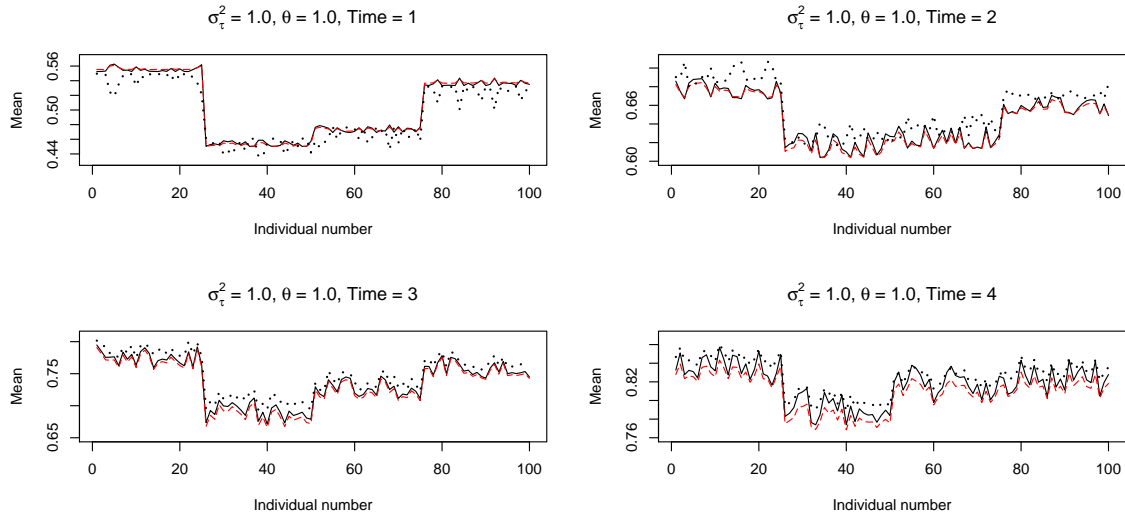 σ²τ = 1.0, θ = 1.0, Time = 1
Mean
0.56
0.50
0.44
0 20 40 60 80 100
Individual number
σ²τ = 1.0, θ = 1.0, Time = 2
Mean
0.66
0.60
0 20 40 60 80 100
Individual number
σ²τ = 1.0, θ = 1.0, Time = 3
Mean
0.75
0.65
0 20 40 60 80 100
Individual number
σ²τ = 1.0, θ = 1.0, Time = 4
Mean
0.82
0.76
0 20 40 60 80 100
Individual number